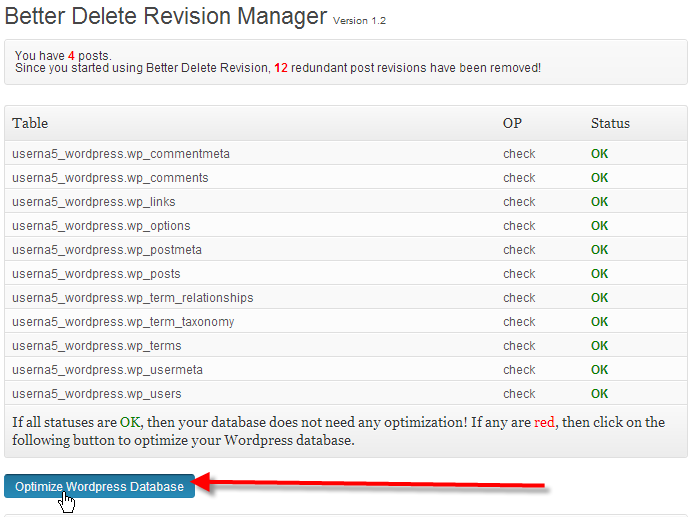 Better Delete Revision Manager Version 1.2
You have 4 posts.
Since you started using Better Delete Revision, 12 redundant post revisions have been removed!
Table OP Status
userna5_wordpress.wp_commentmeta check OK
userna5_wordpress.wp_comments check OK
userna5_wordpress.wp_links check OK
userna5_wordpress.wp_options check OK
userna5_wordpress.wp_postmeta check OK
userna5_wordpress.wp_posts check OK
userna5_wordpress.wp_term_relationships check OK
userna5_wordpress.wp_term_taxonomy check OK
userna5_wordpress.wp_terms check OK
userna5_wordpress.wp_usermeta check OK
userna5_wordpress.wp_users check OK
If all statuses are OK, then your database does not need any optimization! If any are red, then click on the
following button to optimize your Wordpress database.
Optimize Wordpress Database